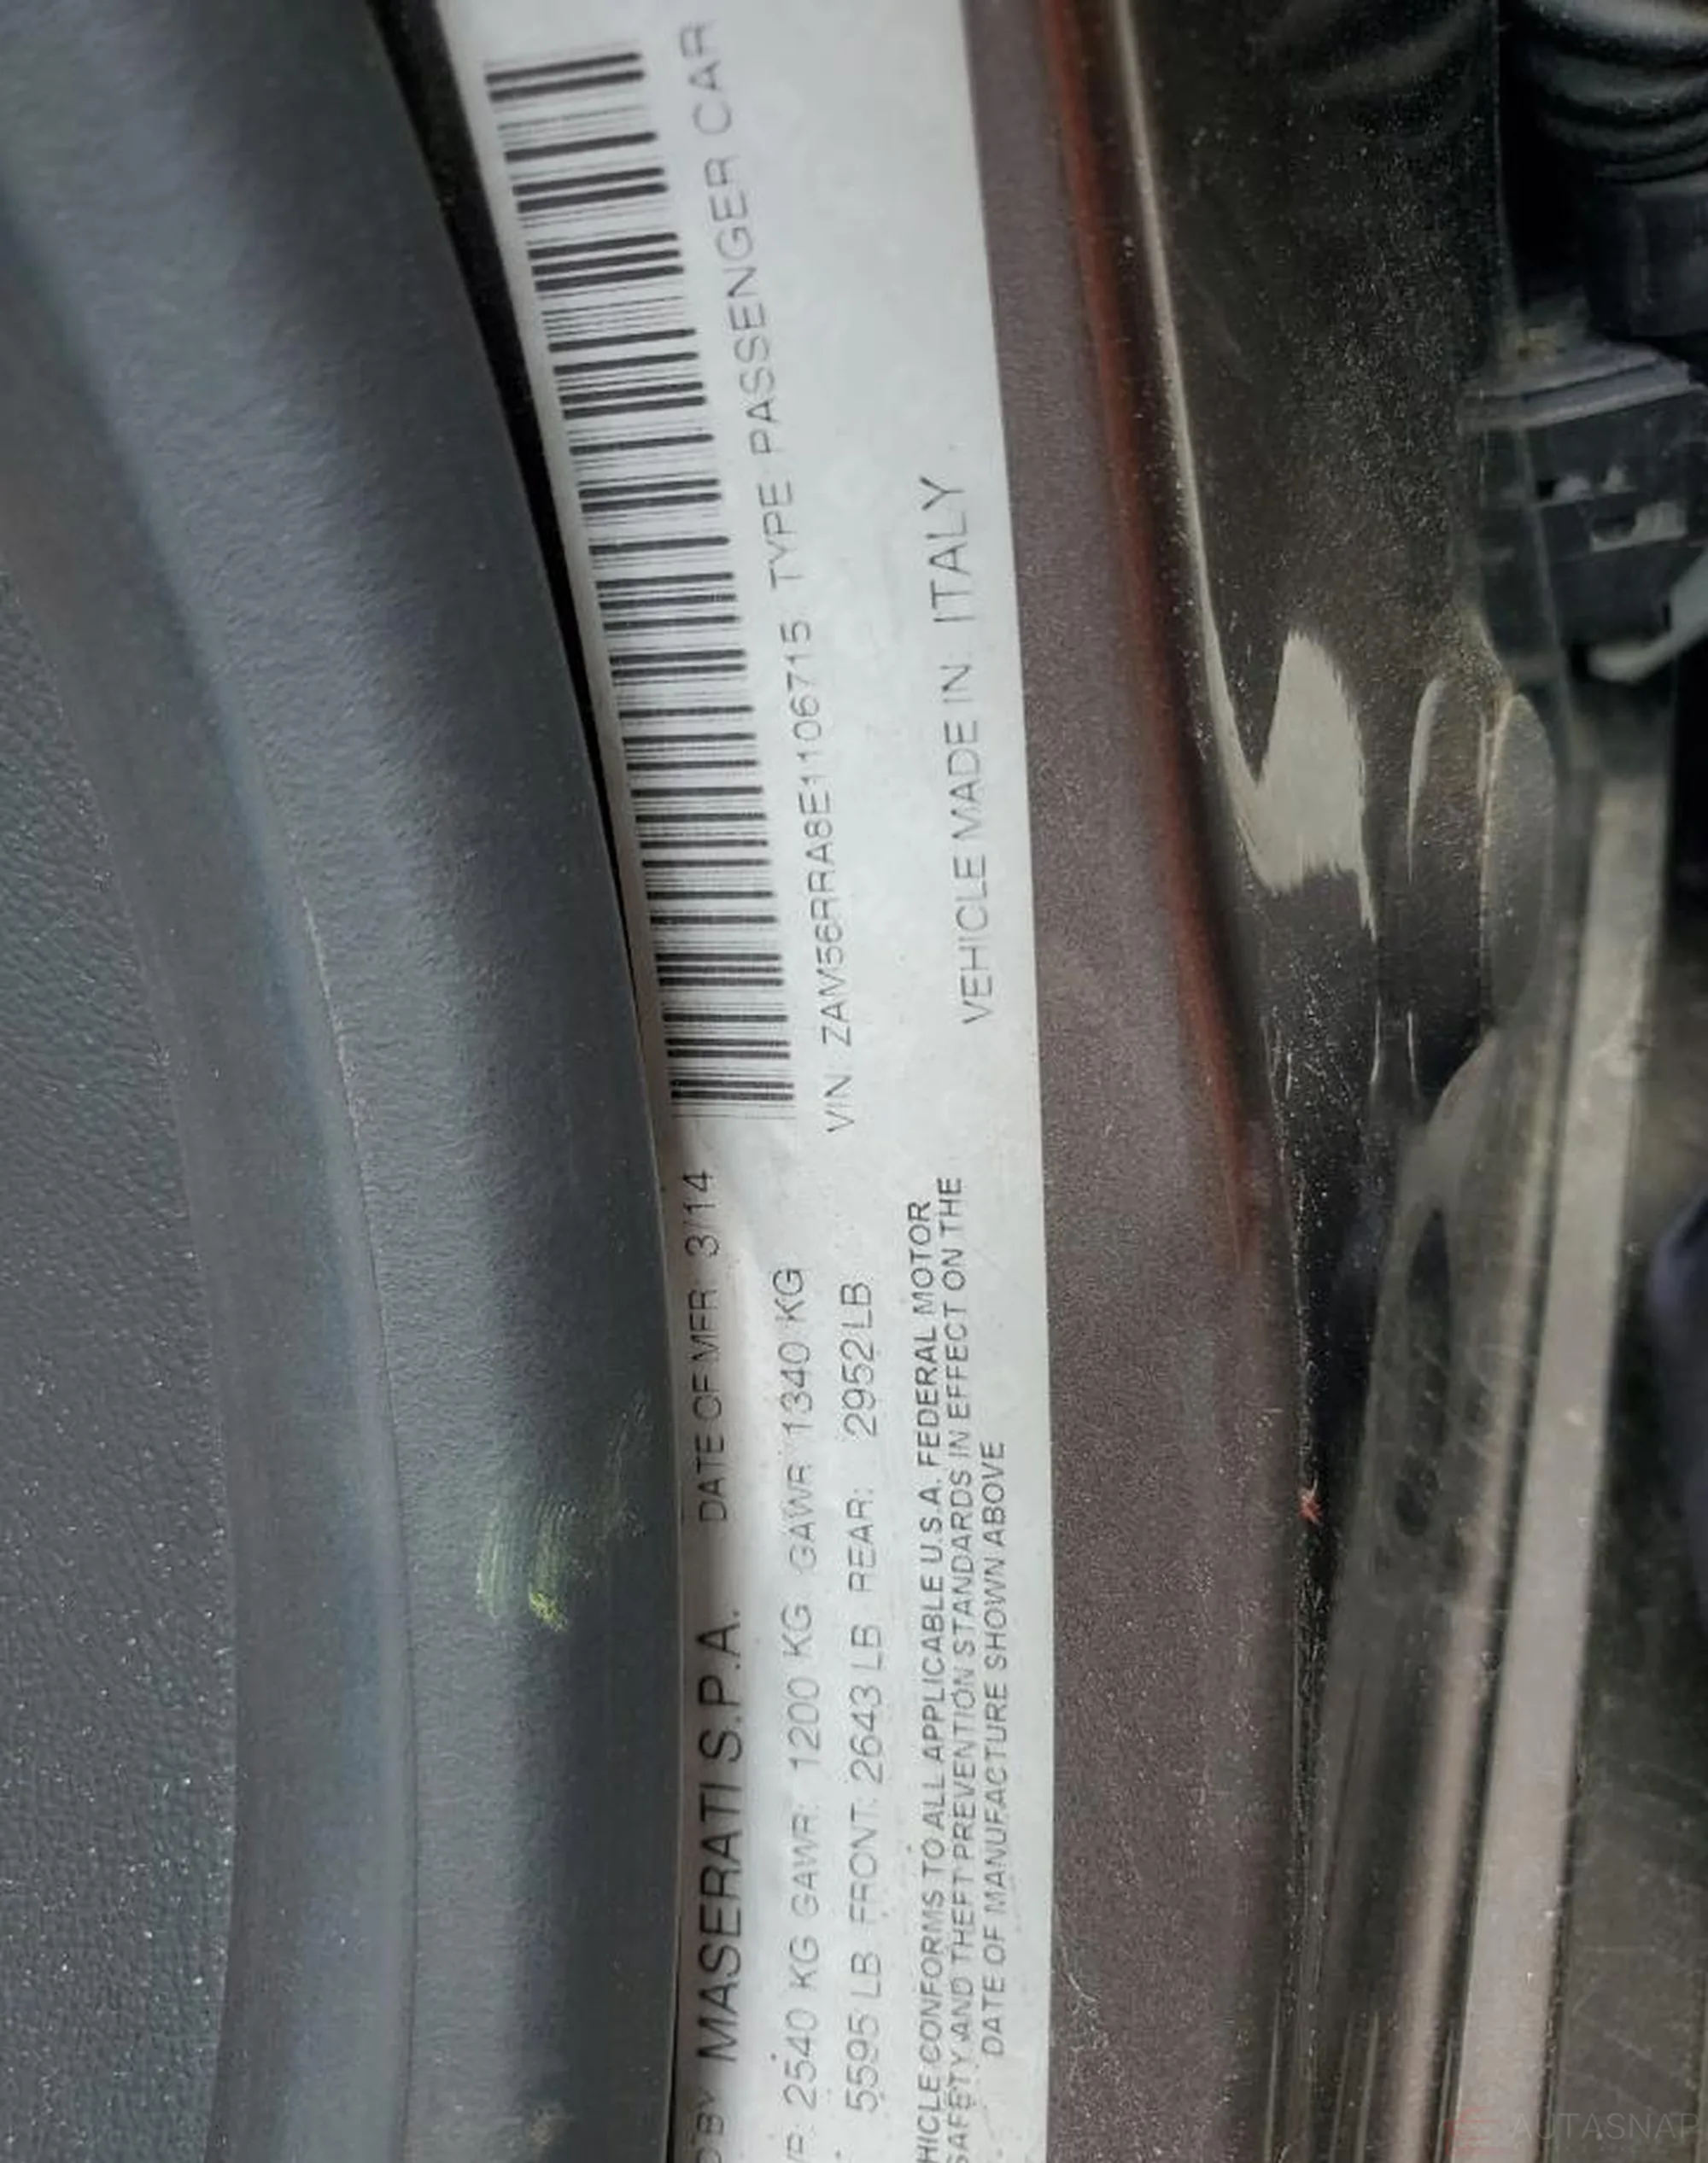 MASERATI S.P.A. DATE OF MFR 3/14
2540 KG GAWR: 1200 KG GAWR 1340 KG
5595 LB FRONT: 2643 LB REAR: 2952LB
CONFORMS TO ALL APPLICABLE U.S.A. FEDERAL MOTOR
SAFETY AND THEFT PREVENTION STANDARDS IN EFFECT ON THE
DATE OF MANUFACTURE SHOWN ABOVE
VIN ZAM56RRA8E1106715 TYPE PASSENGER CAR
VEHICLE MADE IN ITALY
AUTASNAP